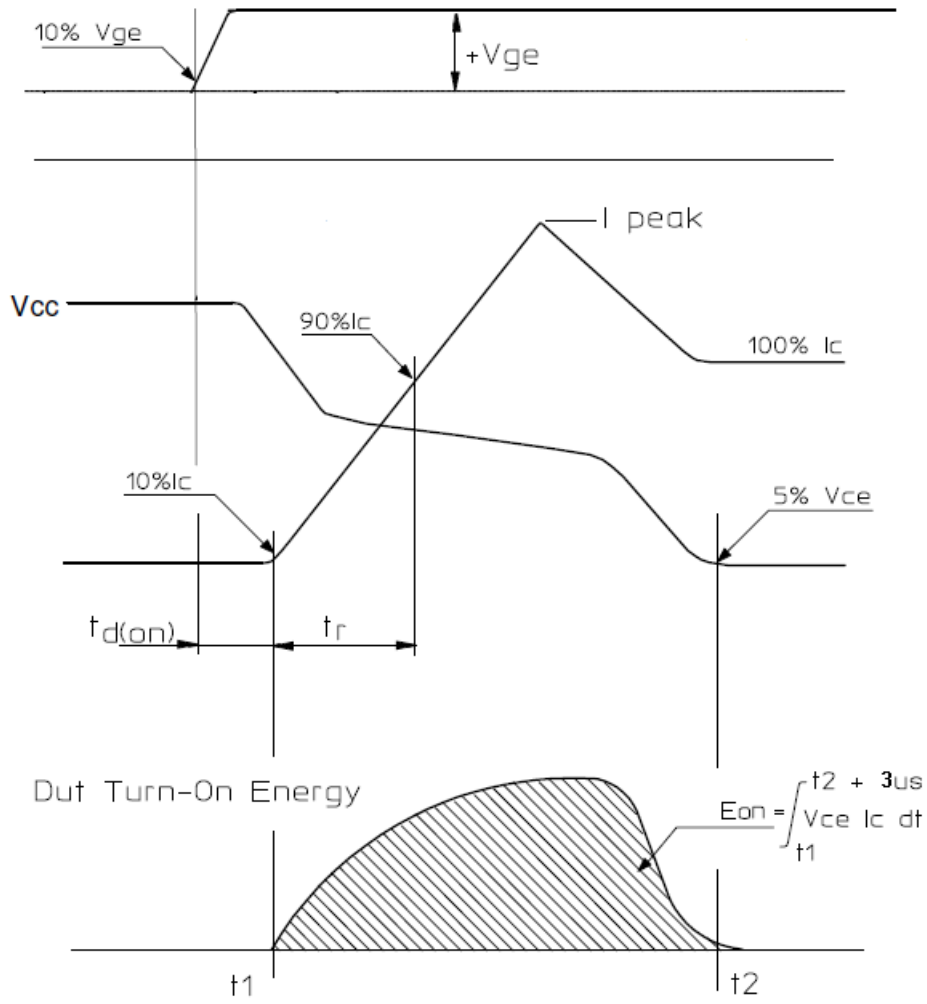 10% Vge
+Vge
I peak
Vcc
90%Ic
100% Ic
10%Ic
5% Vce
td(on)
tr
Dut Turn-On Energy
t2 + 3us
Eon = ∫ Vce Ic dt
t1
t1
t2